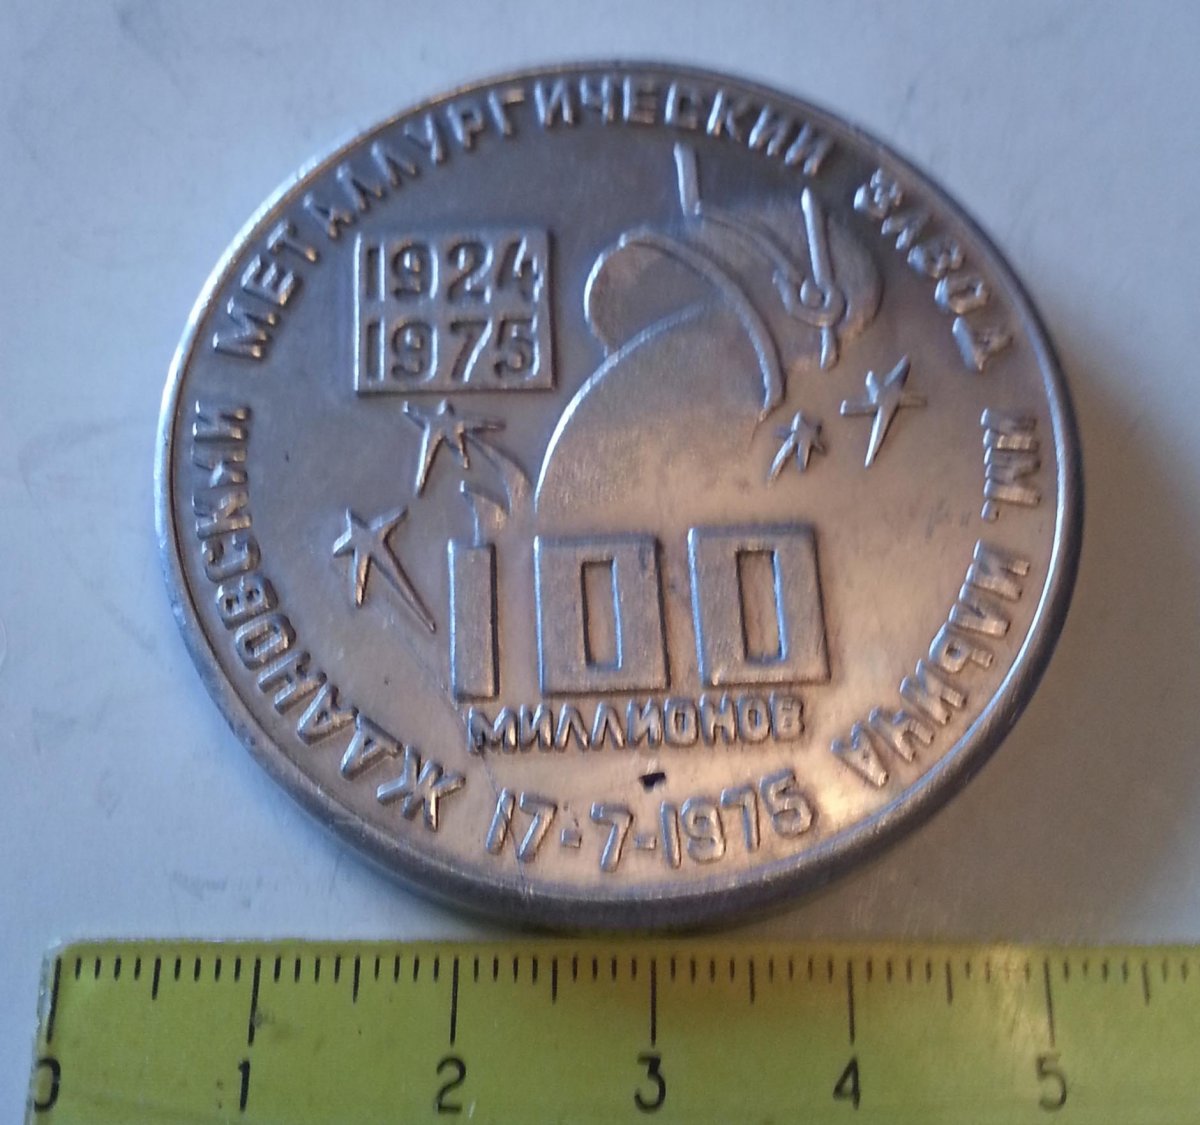 ЖДАНОВСКИЙ МЕТАЛЛУРГИЧЕСКИЙ ЗАВОД ИМ. ИЛЬИЧА
1924
1975
100
МИЛЛИОНОВ
17-7-1975
0 1 2 3 4 5